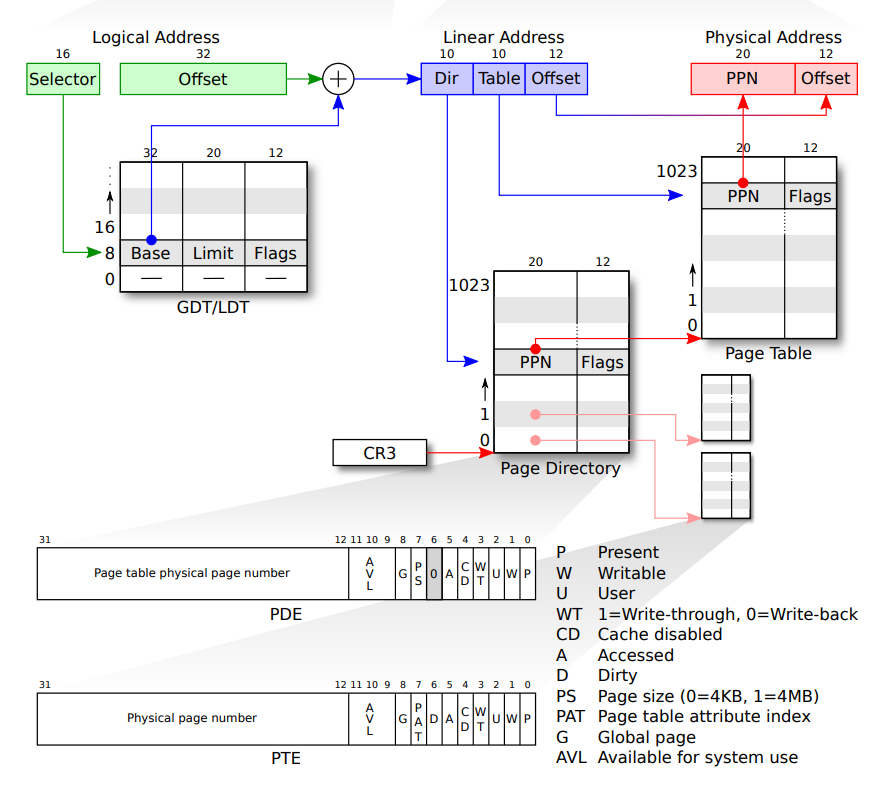 Logical Address Linear Address Physical Address
16 32 10 10 12 20 12
Selector Offset + Dir Table Offset PPN Offset
32 20 12
20 12
1023
PPN Flags
16
8 Base Limit Flags
0 — — —
GDT/LDT
20 12
1023
1
0
Page Table
PPN Flags
1
0
CR3
Page Directory
31 12 11 10 9 8 7 6 5 4 3 2 1 0
Page table physical page number AVL G PS 0 A CD WT U W P
PDE
31 12 11 10 9 8 7 6 5 4 3 2 1 0
Physical page number AVL G PAT D A CD WT U W P
PTE
P Present
W Writable
U User
WT 1=Write-through, 0=Write-back
CD Cache disabled
A Accessed
D Dirty
PS Page size (0=4KB, 1=4MB)
PAT Page table attribute index
G Global page
AVL Available for system use